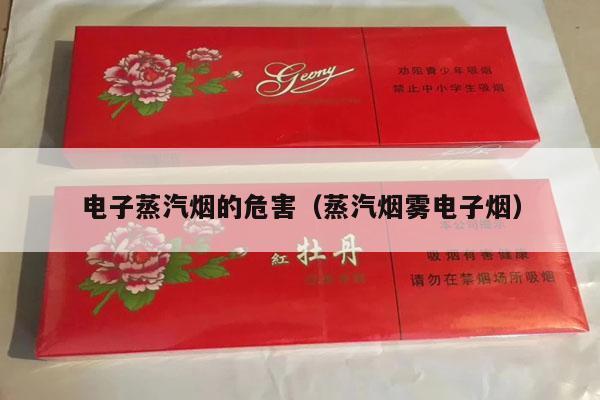 Geony
劝阻青少年吸烟
禁止中小学生吸烟
电子蒸汽烟的危害（蒸汽烟雾电子烟）
本公司提示
紅 牡丹
吸烟有害健康
请勿在禁烟场所吸烟